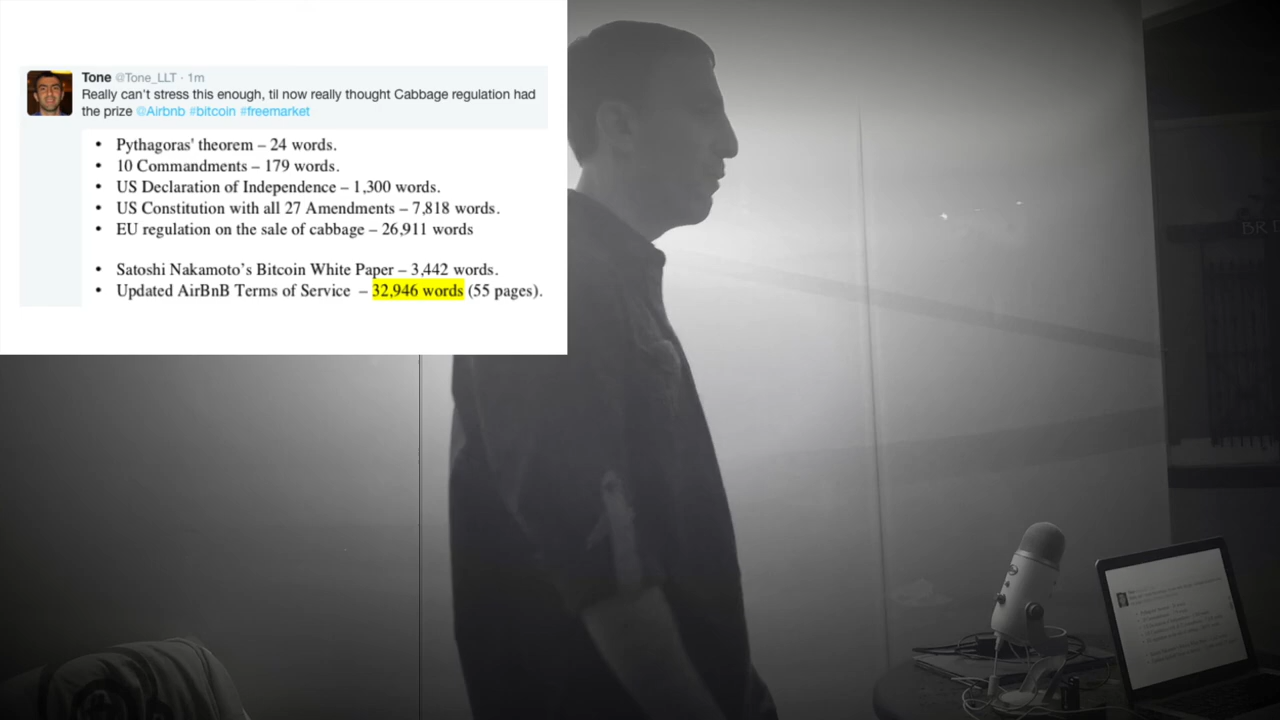 Tone @Tone_LLT · 1m
Really can't stress this enough, til now really thought Cabbage regulation had
the prize @Airbnb #bitcoin #freemarket
• Pythagoras' theorem – 24 words.
• 10 Commandments – 179 words.
• US Declaration of Independence – 1,300 words.
• US Constitution with all 27 Amendments – 7,818 words.
• EU regulation on the sale of cabbage – 26,911 words
• Satoshi Nakamoto's Bitcoin White Paper – 3,442 words.
• Updated AirBnB Terms of Service – 32,946 words (55 pages).